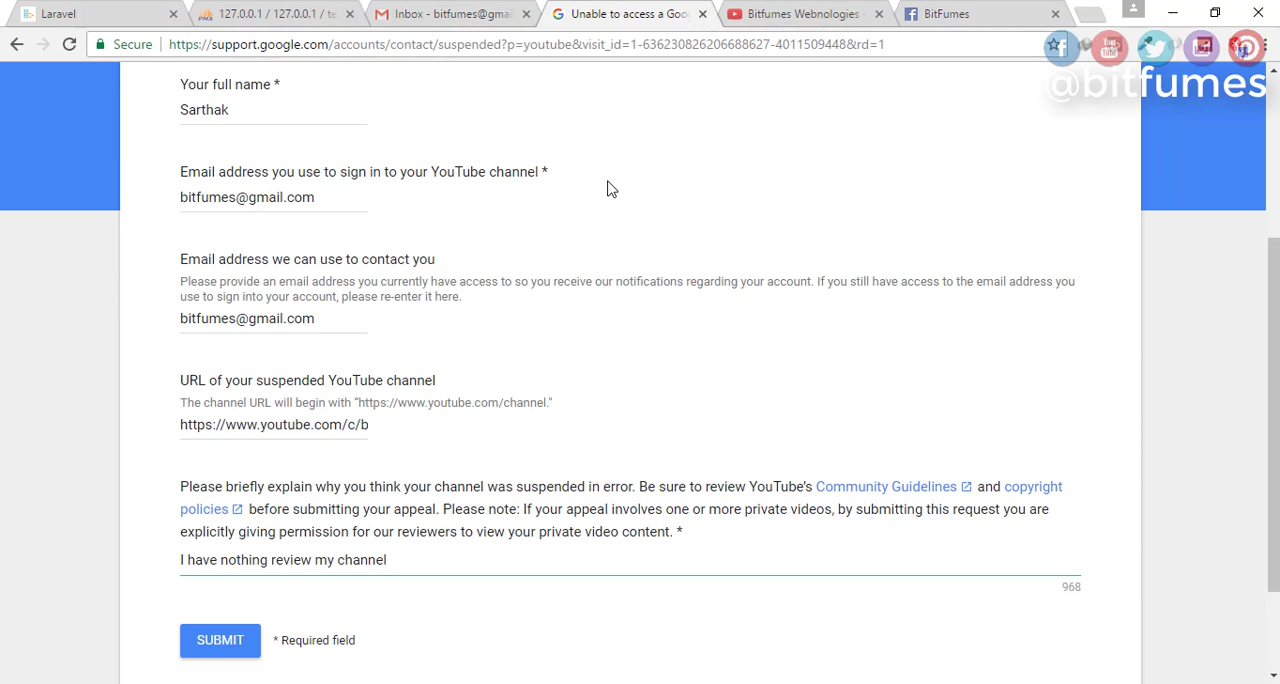 Laravel
127.0.0.1 / 127.0.0.1 / te
Inbox - bitfumes@gmai
Unable to access a Goo
Bitfumes Webnologies -
BitFumes
Secure
https://support.google.com/accounts/contact/suspended?p=youtube&visit_id=1-636230826206688627-4011509448&rd=1
@bitfumes
Your full name *
Sarthak
Email address you use to sign in to your YouTube channel *
bitfumes@gmail.com
Email address we can use to contact you
Please provide an email address you currently have access to so you receive our notifications regarding your account. If you still have access to the email address you
use to sign into your account, please re-enter it here.
bitfumes@gmail.com
URL of your suspended YouTube channel
The channel URL will begin with “https://www.youtube.com/channel."
https://www.youtube.com/c/b
Please briefly explain why you think your channel was suspended in error. Be sure to review YouTube’s Community Guidelines and copyright
policies before submitting your appeal. Please note: If your appeal involves one or more private videos, by submitting this request you are
explicitly giving permission for our reviewers to view your private video content. *
I have nothing review my channel
968
SUBMIT
* Required field